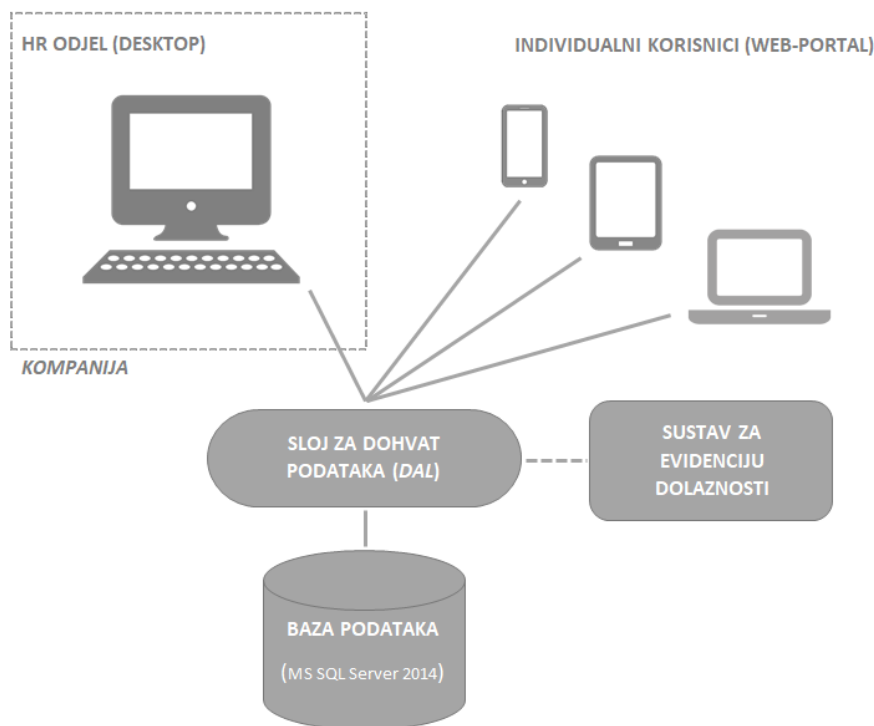 HR ODJEL (DESKTOP)
INDIVIDUALNI KORISNICI (WEB-PORTAL)
KOMPANIJA
SLOJ ZA DOHVAT
PODATAKA (DAL)
SUSTAV ZA
EVIDENCIJU
DOLAZNOSTI
BAZA PODATAKA
(MS SQL Server 2014)